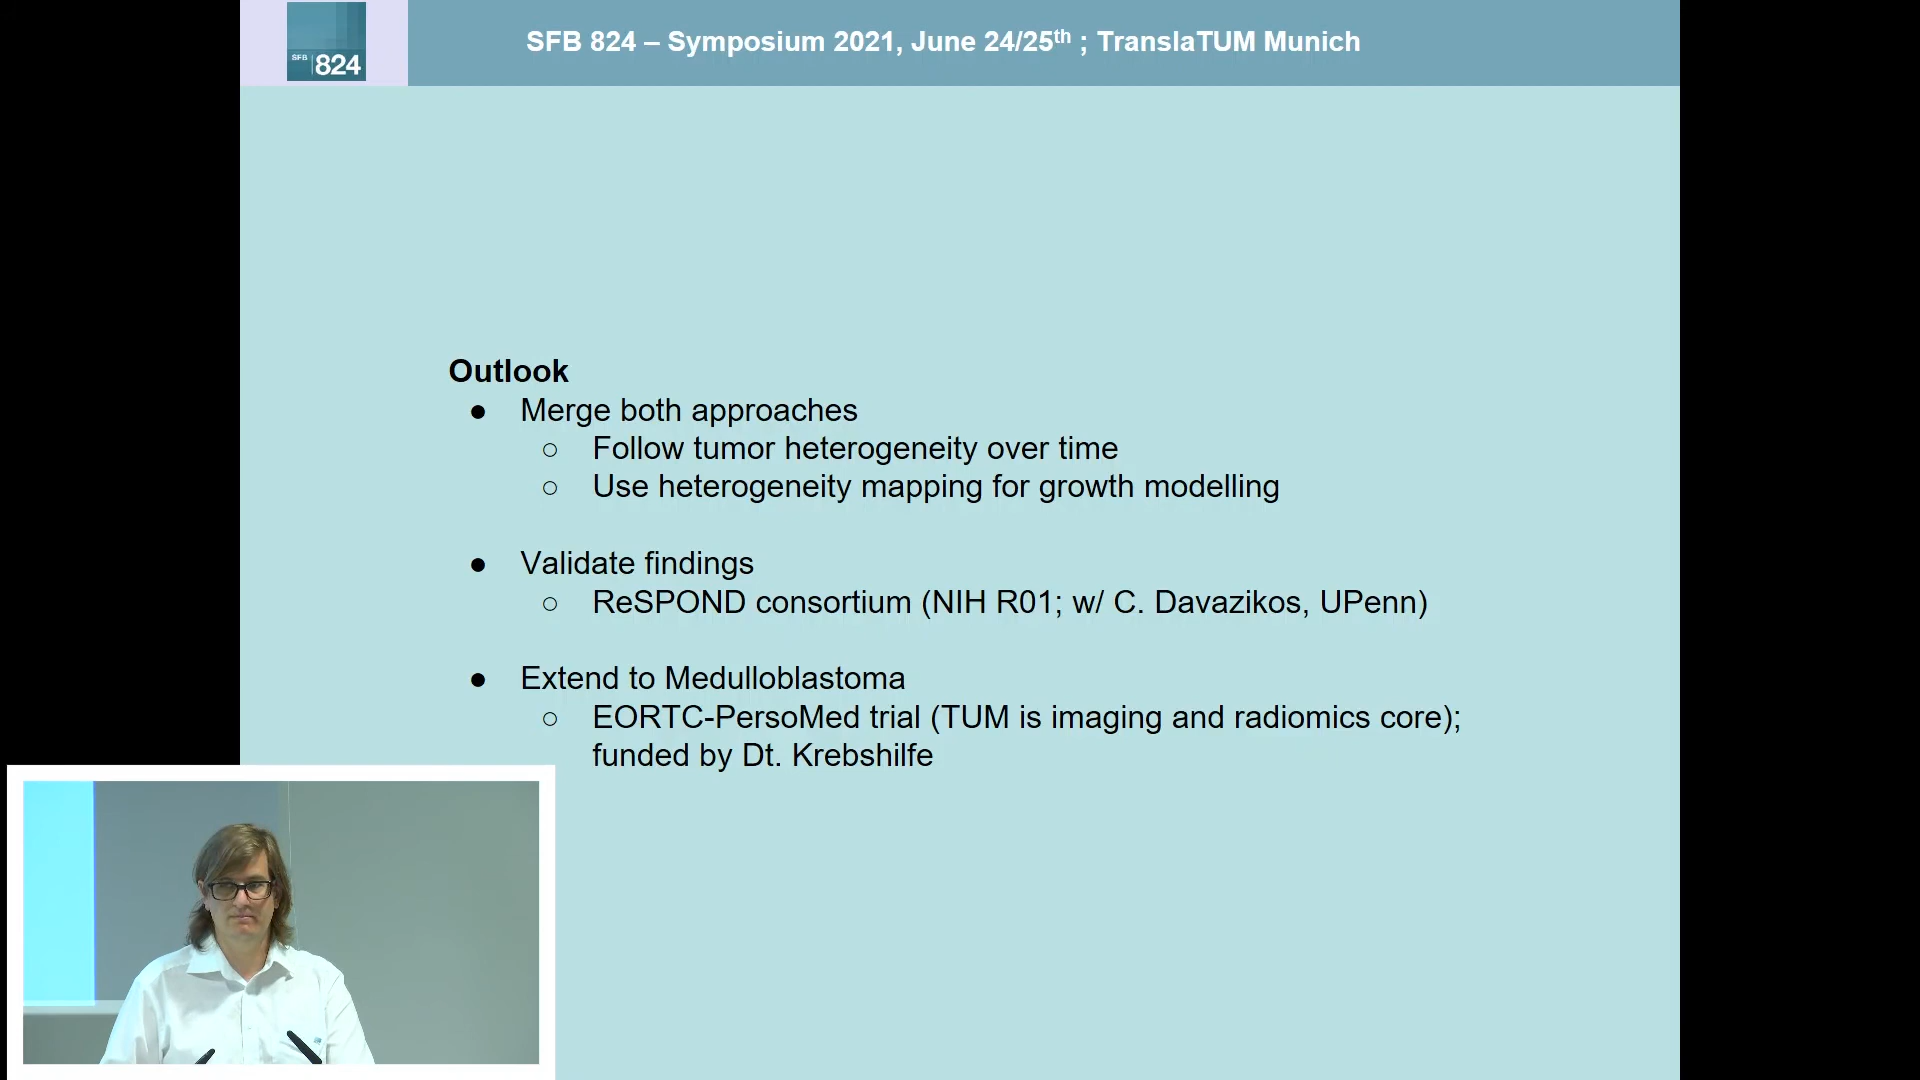 SFB 824
SFB 824 – Symposium 2021, June 24/25th ; TranslaTUM Munich
Outlook
● Merge both approaches
○ Follow tumor heterogeneity over time
○ Use heterogeneity mapping for growth modelling
● Validate findings
○ ReSPOND consortium (NIH R01; w/ C. Davazikos, UPenn)
● Extend to Medulloblastoma
○ EORTC-PersoMed trial (TUM is imaging and radiomics core);
funded by Dt. Krebshilfe